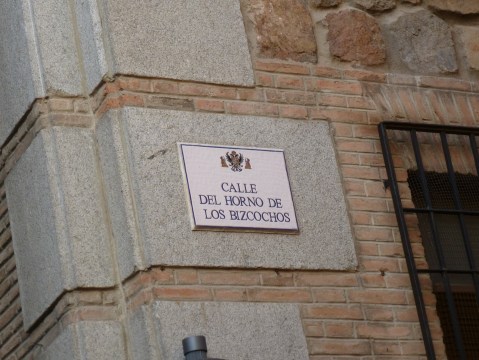 CALLE
DEL HORNO DE
LOS BIZCOCHOS